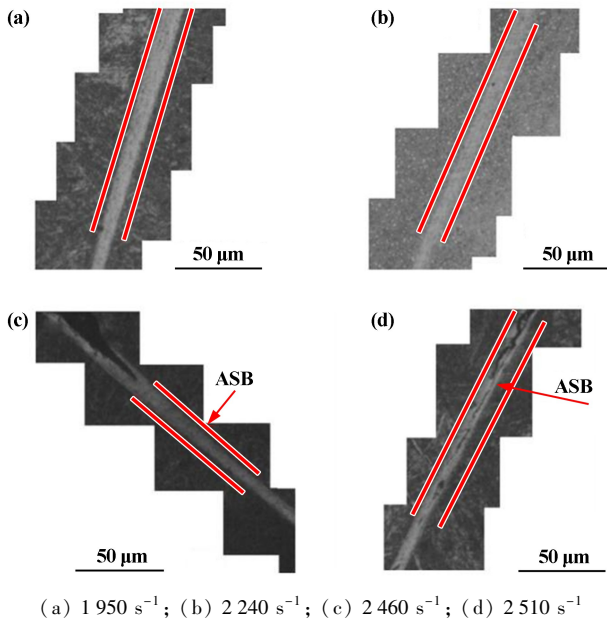 (a)
(b)
50 μm
50 μm
(c)
(d)
ASB
ASB
50 μm
50 μm
(a) 1 950 s⁻¹; (b) 2 240 s⁻¹; (c) 2 460 s⁻¹; (d) 2 510 s⁻¹